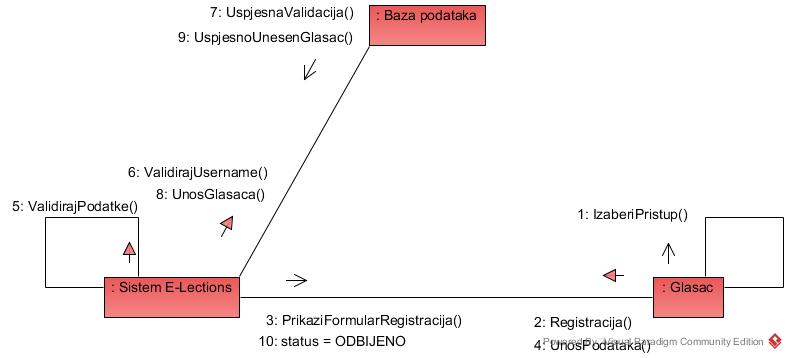 7: UspjesnaValidacija()
: Baza podataka
9: UspjesnoUnesenGlasac()
6: ValidirajUsername()
8: UnosGlasaca()
5: ValidirajPodatke()
1: IzaberiPristup()
: Sistem E-Lections
: Glasac
3: PrikaziFormularRegistracija()
2: Registracija()
10: status = ODBIJENO
Powered By Visual Paradigm Community Edition
4: UnosPodataka()